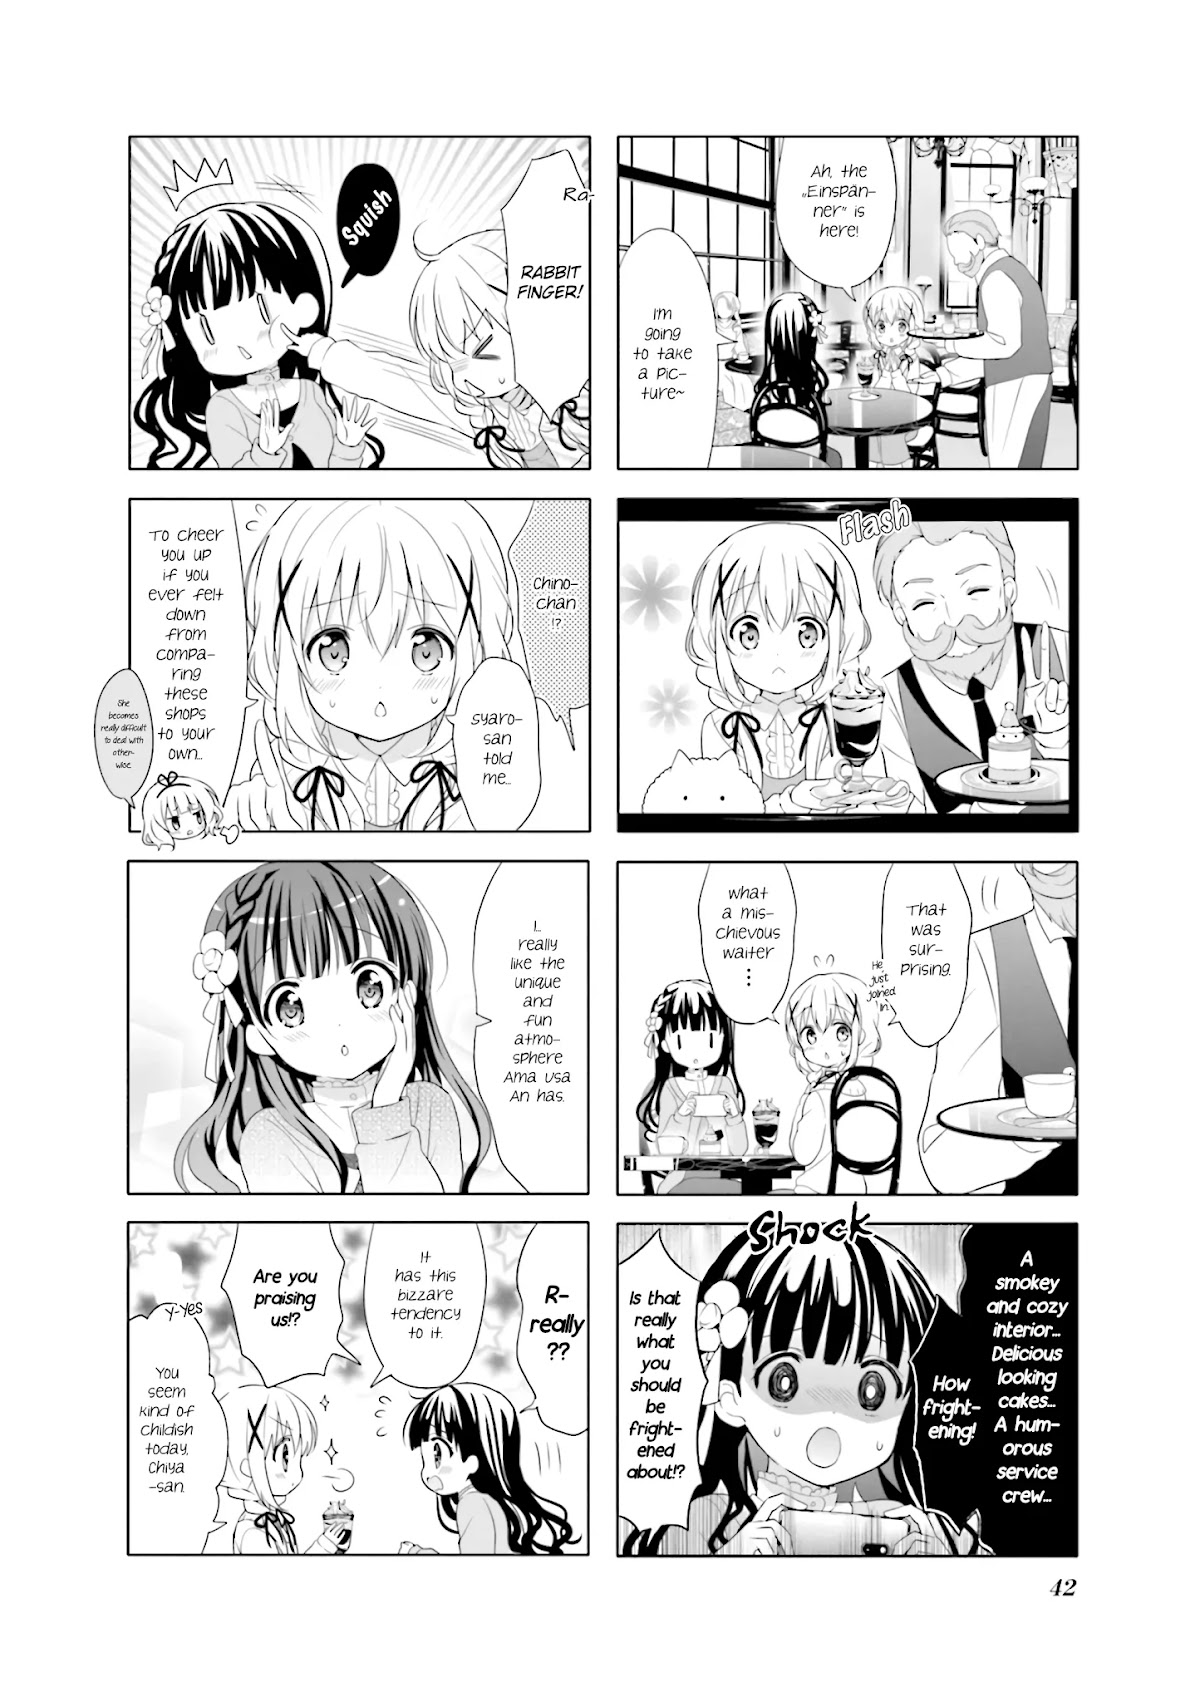 Ah, the
„Einspän-
ner" is
here!
I'm
going
to take
a pic-
ture~
Flash
That
was
sur-
prising.
He
just
joined
in.
what
a mis-
chievous
waiter
...
Shock
A
smokey
and cozy
interior...
Delicious
looking
cakes...
A hum-
orous
service
crew...
How
fright-
ening!
Is that
really
what
you
should
be
fright-
ened
about!?
Ra-
RABBIT
FINGER!
Squish
Chino-
chan
!?
Syaro-
san
told
me...
To cheer
you up
if you
ever felt
down
from
compa-
ring
these
shops
to your
own...
She
becomes
really difficult
to deal with
other-
wise.
I...
really
like the
unique
and
fun
atmo-
sphere
Ama Usa
An has.
R-
really
??
It
has this
bizzare
tendency
to it.
Are you
praising
us!?
Y-Yes
You
seem
kind of
childish
today,
Chiya
-san.
42